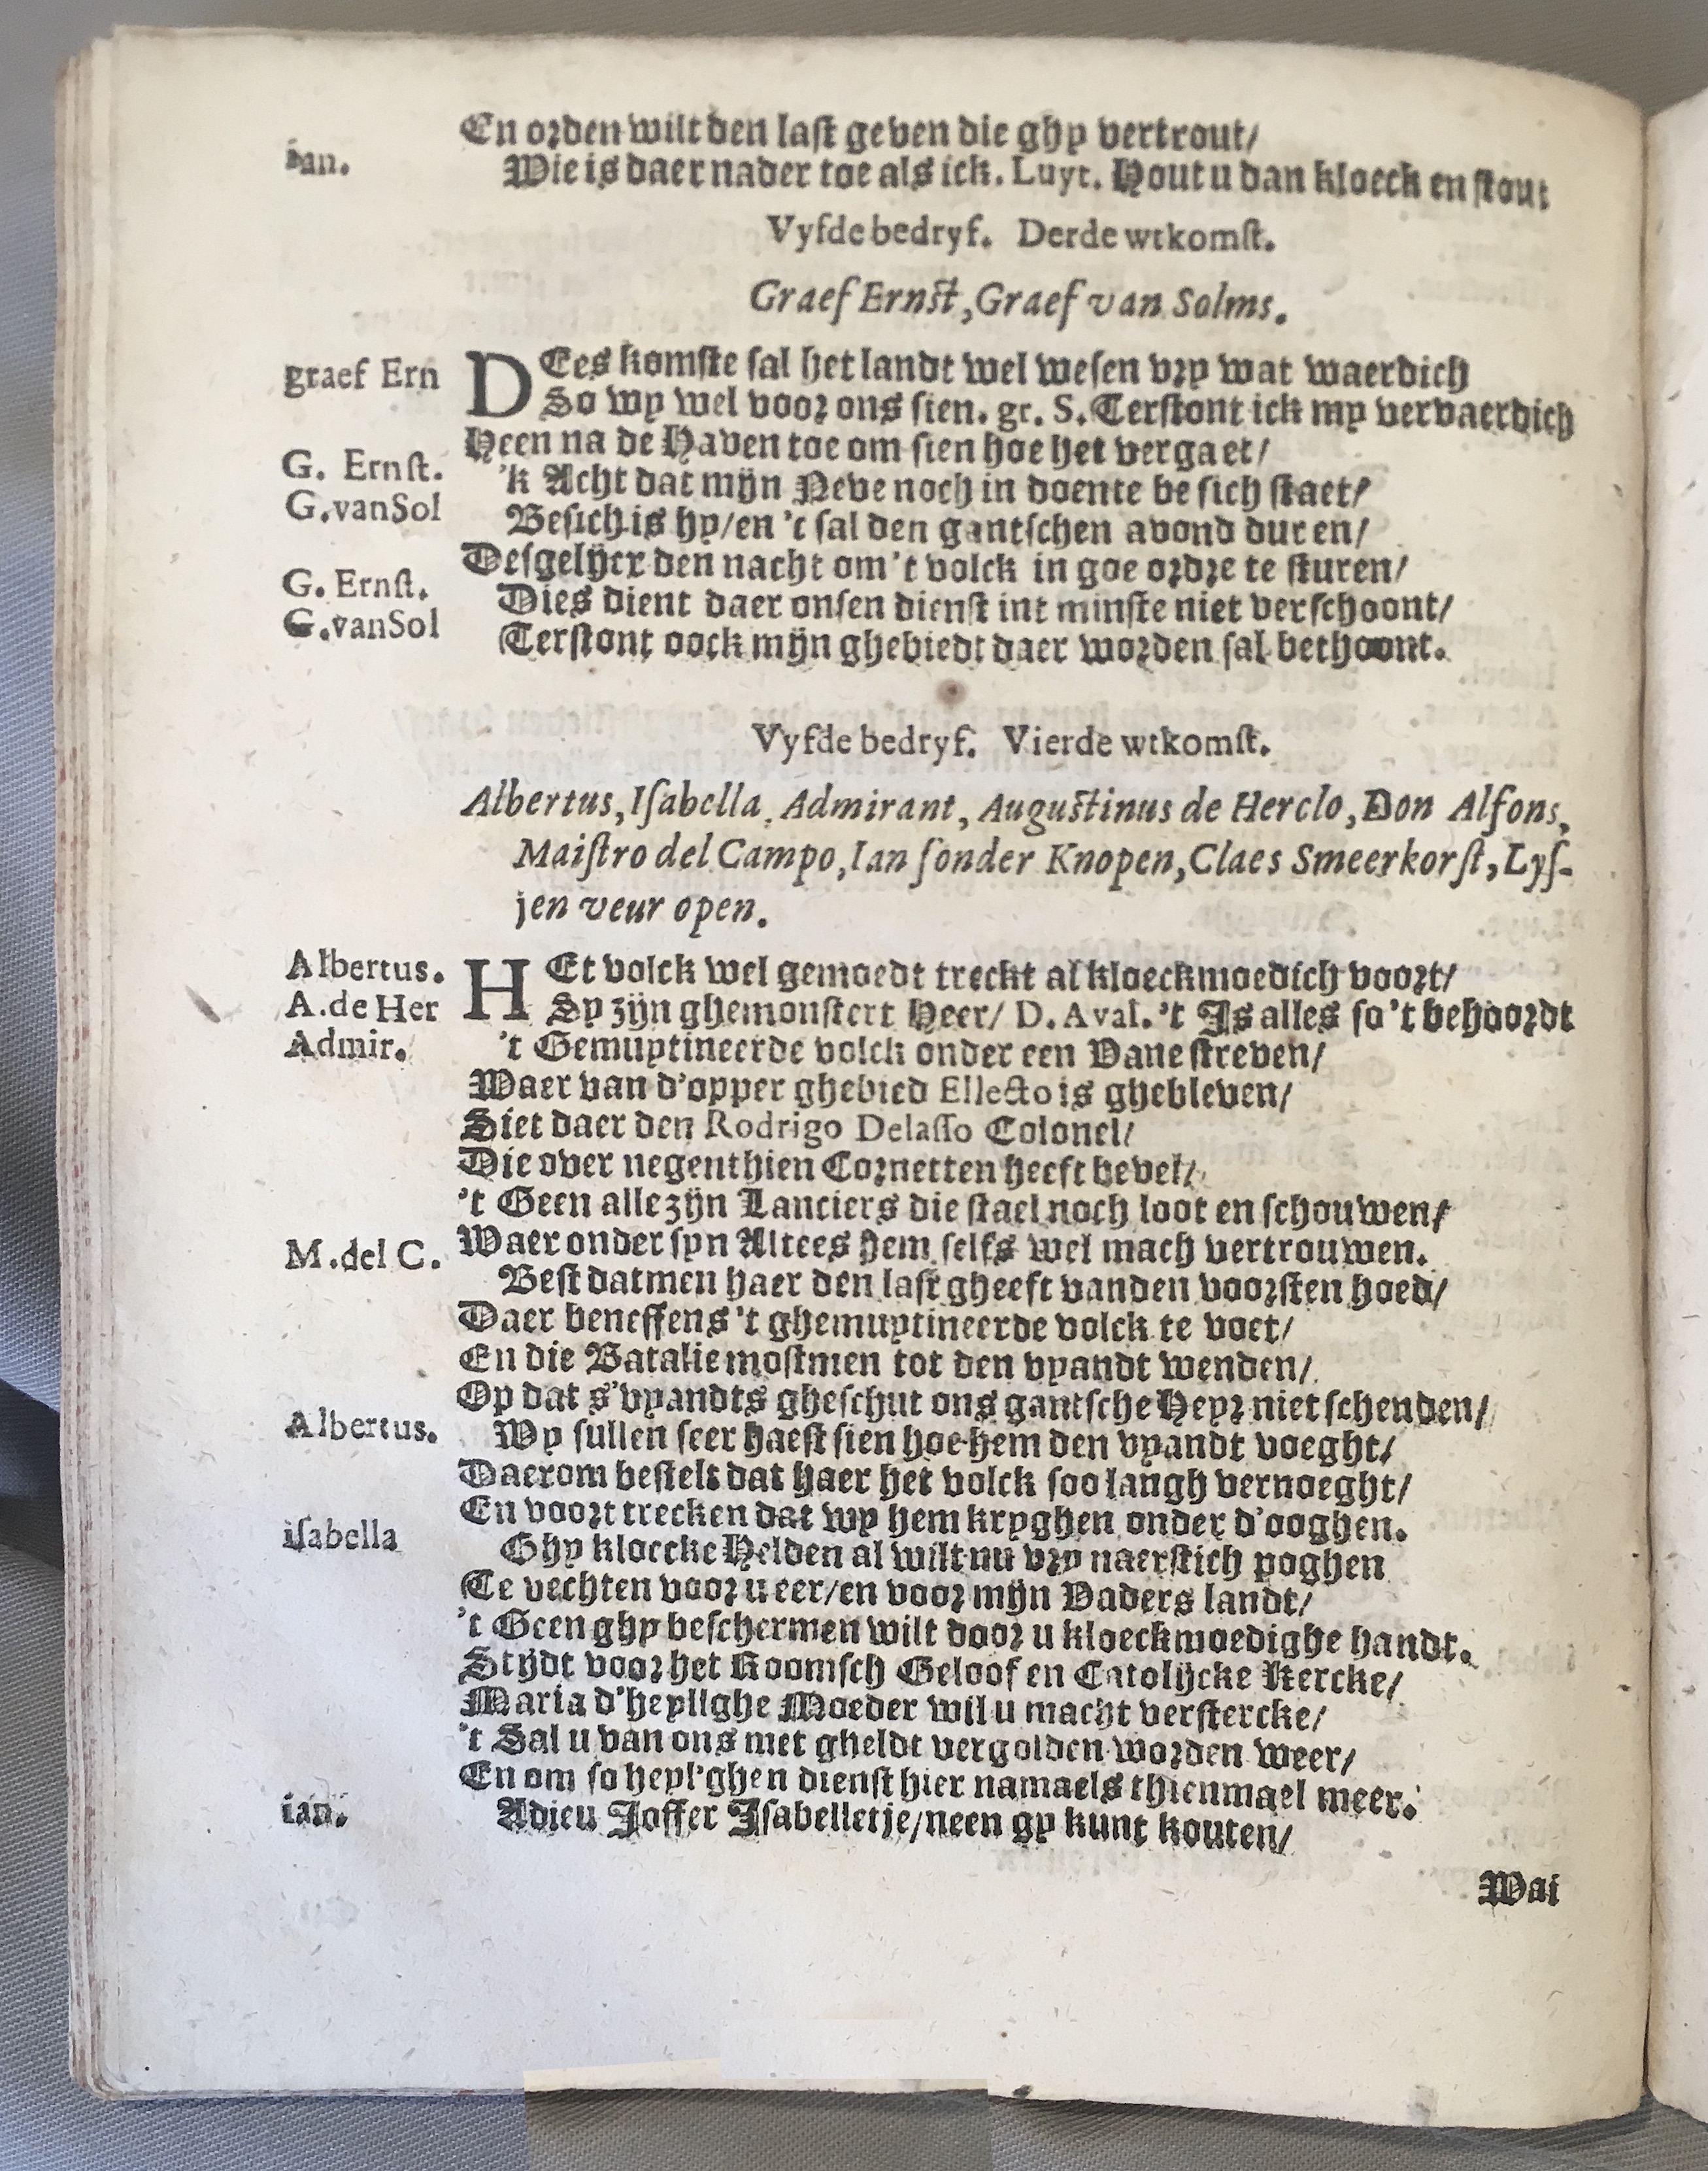 En orden wilt den last geven die ghy vertrout/
ian. Wie is daer nader toe als ick. Luyt. Hout u dan kloeck en stout
Vyfde bedryf. Derde wtkomst.
Graef Ernst, Graef van Solms.
graef Ern DEes komste sal het landt wel wesen vry wat waerdich
So wy wel voor ons sien. gr. S. Terstont ick my vervaerdich
Heen na de Haven toe om sien hoe het vergaet/
G. Ernst. 'k Acht dat mijn Neve noch in doente besich staet/
G. van Sol Besich is hy/en 't sal den gantschen avond duren/
Desgelijcx den nacht om't volck in goe ordre te sturen/
G. Ernst. Dies dient daer onsen dienst int minste niet verschoont/
G. van Sol Terstont oock mijn ghebiedt daer worden sal bethoont.
Vyfde bedryf. Vierde wtkomst.
Albertus, Isabella, Admirant, Augustinus de Herclo, Don Alfons,
Maistro del Campo, Ian sonder Knopen, Claes Smeerkorst, Lys-
jen veur open.
Albertus. HEt volck wel gemoedt treckt al kloeckmoedich voort/
A. de Her Sy zijn ghemonstert Heer/ D. Aval. 't Is alles so 't behoordt
Admir. 't Gemuytineerde volck onder een Vane streven/
Waer van d'opper ghebied Ellecto is ghebleven/
Siet daer den Rodrigo Delasso Colonel/
Die over negenthien Cornetten heeft bevel/
't Geen alle zijn Lanciers die stael noch loot en schouwen/
Waer onder syn Altees hem selfs wel mach vertrouwen.
M. del C. Best datmen haer den last gheeft vanden voorsten hoed/
Daer beneffens 't ghemuytineerde volck te voet/
En die Batalie mostmen tot den vyandt wenden/
Op dat s'vyandts gheschut ons gantsche Heyr niet schenden/
Albertus. Wy sullen seer haest sien hoe hem den vyandt voeght/
Daerom bestelt dat haer het volck soo langh vernoeght/
En voort trecken dat wy hem kryghen onder d'ooghen.
isabella Ghy kloecke Helden al wilt nu vry naerstich poghen
Te vechten voor u eer/en voor mijn Vaders landt/
't Geen ghy beschermen wilt door u kloeckmoedighe handt.
Stijdt voor het Roomsch Geloof en Catolijcke Kercke/
Maria d'heylighe Moeder wil u macht verstercke/
't Sal u van ons met gheldt vergolden worden weer/
En om so heyl'ghen dienst hier namaels thienmael meer.
ian. Adieu Joffer Isabelletje/neen gy kunt kouten/
Wai